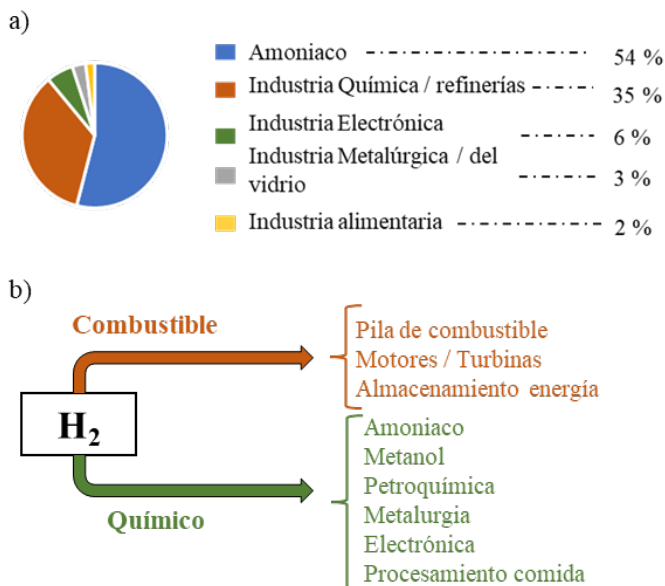 a)
Amoniaco 54 %
Industria Química / refinerías 35 %
Industria Electrónica 6 %
Industria Metalúrgica / del
vidrio 3 %
Industria alimentaria 2 %
b)
Combustible
Pila de combustible
Motores / Turbinas
Almacenamiento energía
H₂
Químico
Amoniaco
Metanol
Petroquímica
Metalurgia
Electrónica
Procesamiento comida